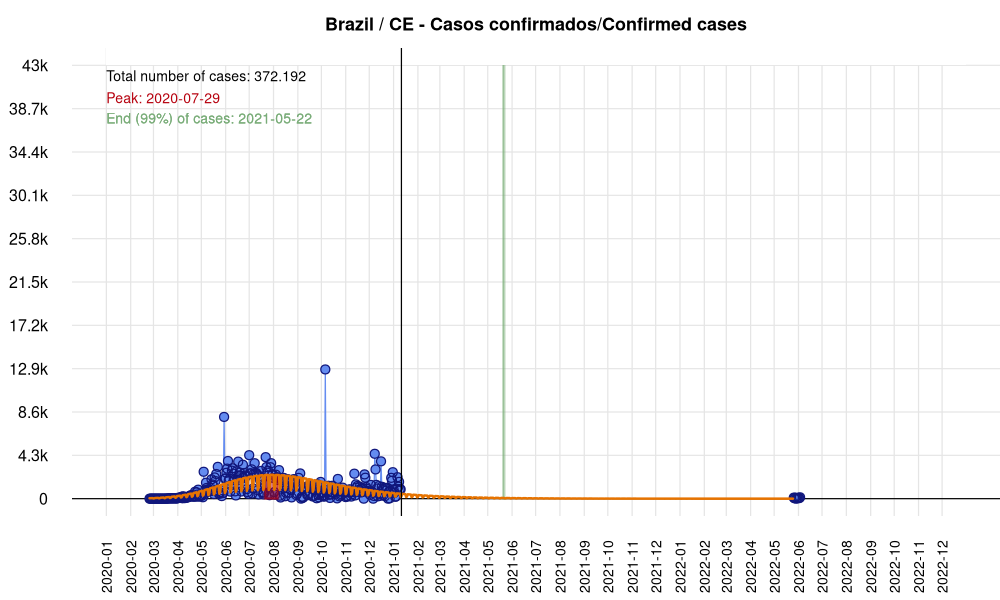 Brazil / CE - Casos confirmados/Confirmed cases
Total number of cases: 372.192
Peak: 2020-07-29
End (99%) of cases: 2021-05-22
43k
38.7k
34.4k
30.1k
25.8k
21.5k
17.2k
12.9k
8.6k
4.3k
0
2020-01
2020-02
2020-03
2020-04
2020-05
2020-06
2020-07
2020-08
2020-09
2020-10
2020-11
2020-12
2021-01
2021-02
2021-03
2021-04
2021-05
2021-06
2021-07
2021-08
2021-09
2021-10
2021-11
2021-12
2022-01
2022-02
2022-03
2022-04
2022-05
2022-06
2022-07
2022-08
2022-09
2022-10
2022-11
2022-12